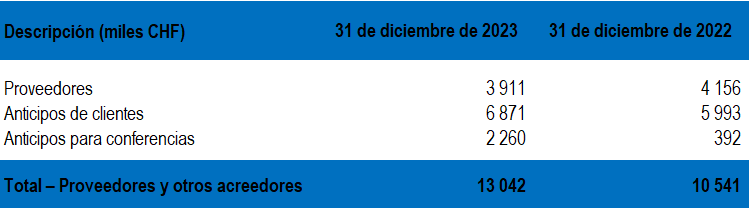 Descripción (miles CHF) 31 de diciembre de 2023 31 de diciembre de 2022
Proveedores 3 911 4 156
Anticipos de clientes 6 871 5 993
Anticipos para conferencias 2 260 392
Total – Proveedores y otros acreedores 13 042 10 541